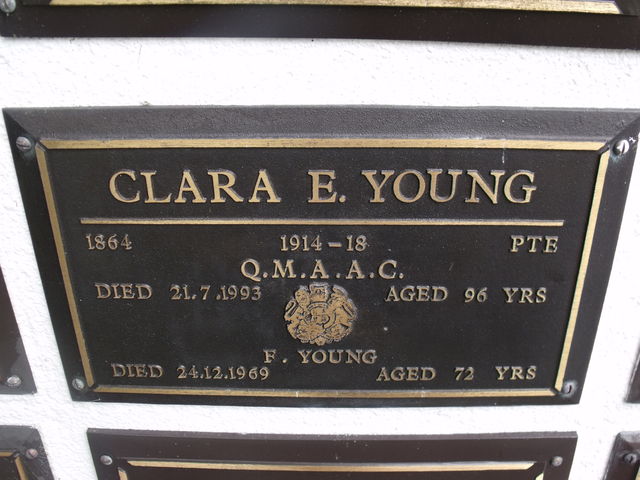 CLARA E. YOUNG
1864 1914-18 PTE
Q.M.A.A.C.
DIED 21.7.1993 AGED 96 YRS
F. YOUNG
DIED 24.12.1969 AGED 72 YRS